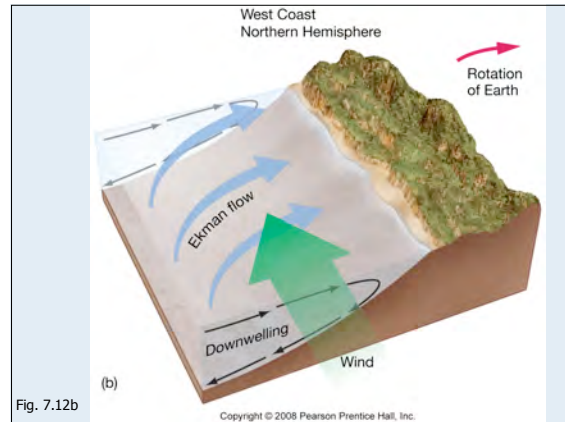 West Coast
Northern Hemisphere
Rotation
of Earth
Ekman flow
Downwelling
Wind
(b)
Fig. 7.12b
Copyright © 2008 Pearson Prentice Hall, Inc.